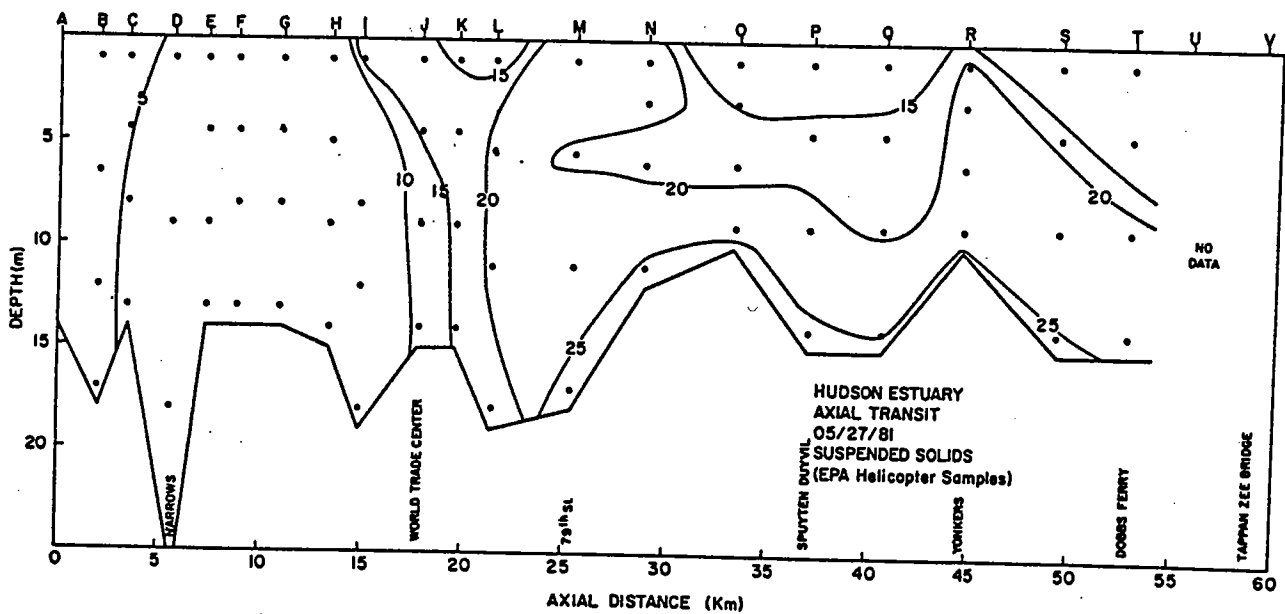 A B C D E F G H I J K L M N O P Q R S T U V
5
10
15
15
20
25
20
15
20
25
NO
DATA
5
10
15
20
DEPTH (m)
HUDSON ESTUARY
AXIAL TRANSIT
05/27/81
SUSPENDED SOLIDS
(EPA Helicopter Samples)
NARROWS
WORLD TRADE CENTER
79th St.
SPUYTEN DUYVIL
YONKERS
DOBBS FERRY
TAPPAN ZEE BRIDGE
0 5 10 15 20 25 30 35 40 45 50 55 60
AXIAL DISTANCE (Km)